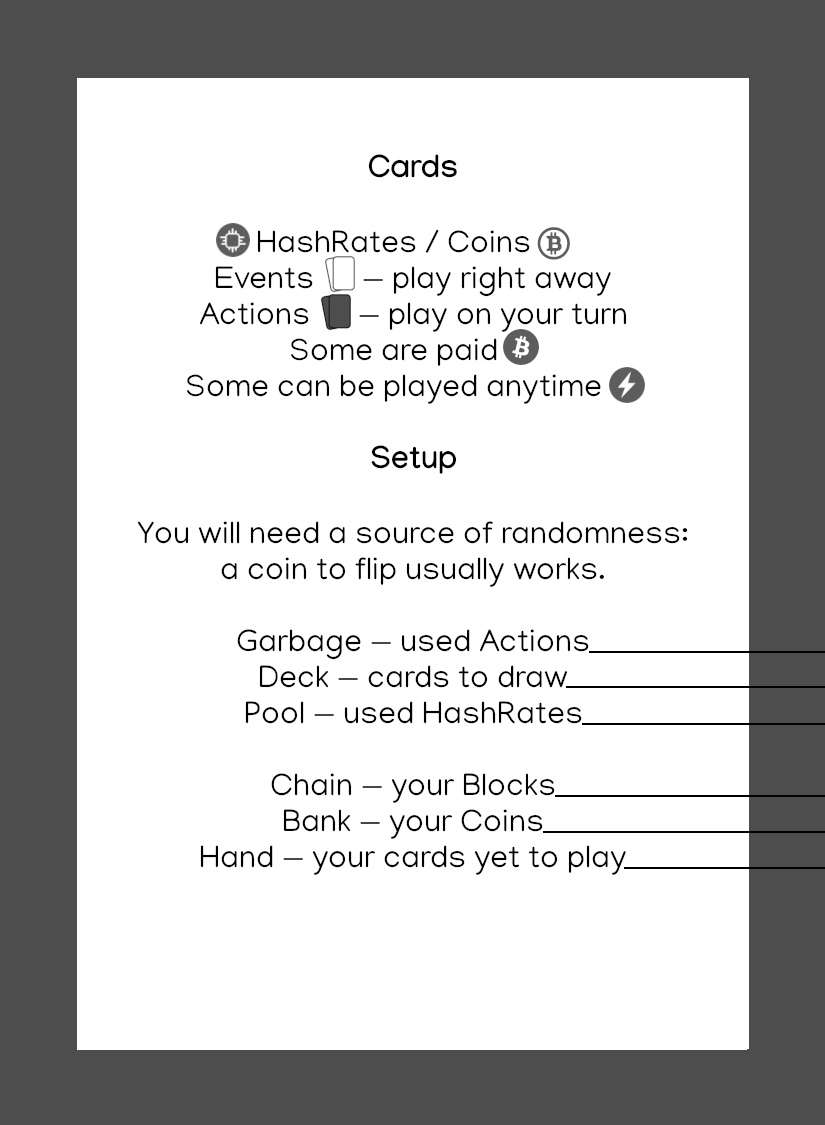 Cards
HashRates / Coins
Events – play right away
Actions – play on your turn
Some are paid
Some can be played anytime
Setup
You will need a source of randomness:
a coin to flip usually works.
Garbage – used Actions
Deck – cards to draw
Pool – used HashRates
Chain – your Blocks
Bank – your Coins
Hand – your cards yet to play